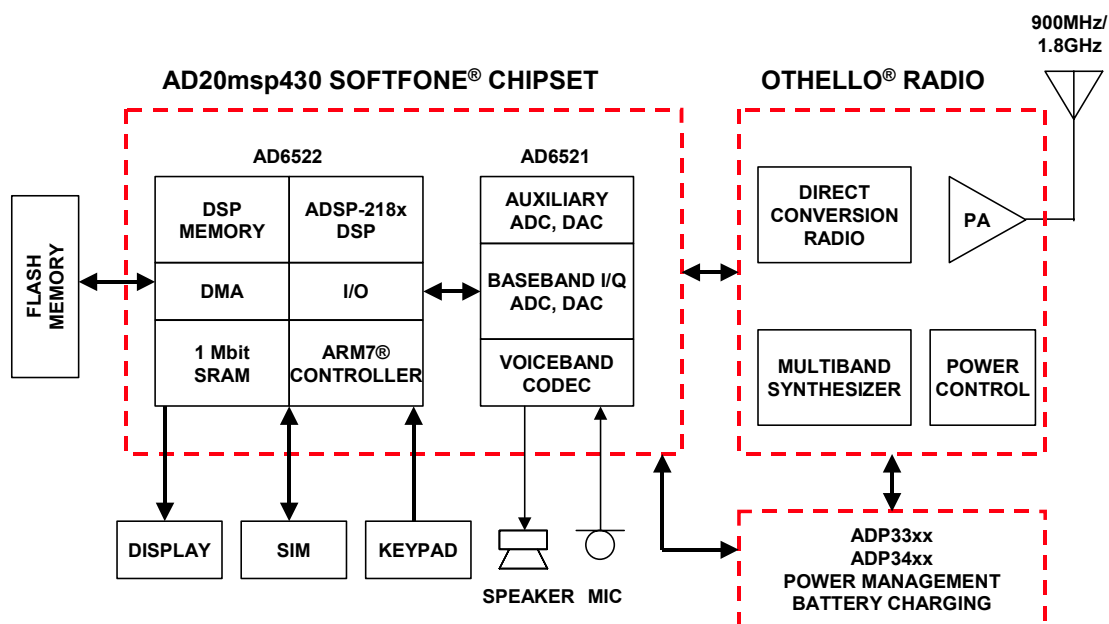 900MHz/
1.8GHz
AD20msp430 SOFTFONE® CHIPSET
OTHELLO® RADIO
AD6522
AD6521
FLASH
MEMORY
DSP
MEMORY
ADSP-218x
DSP
DMA
I/O
1 Mbit
SRAM
ARM7®
CONTROLLER
AUXILIARY
ADC, DAC
BASEBAND I/Q
ADC, DAC
VOICEBAND
CODEC
DIRECT
CONVERSION
RADIO
PA
MULTIBAND
SYNTHESIZER
POWER
CONTROL
DISPLAY
SIM
KEYPAD
SPEAKER
MIC
ADP33xx
ADP34xx
POWER MANAGEMENT
BATTERY CHARGING